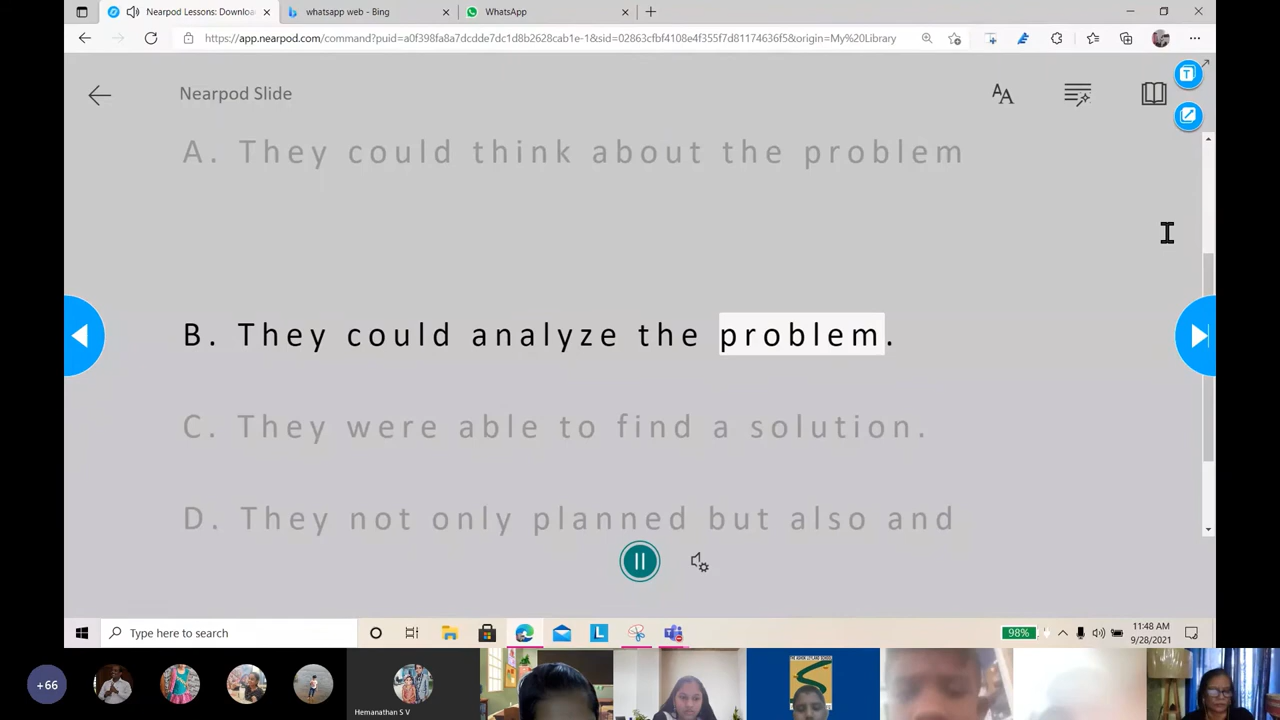 Nearpod Lessons: Downloa
whatsapp web - Bing
WhatsApp
https://app.nearpod.com/command?puid=a0f398fa8a7dcdde7dc1d8b2628cab1e-1&sid=02863cfbf4108e4f355f7d81174636f5&origin=My%20Library
Nearpod Slide
A. They could think about the problem
B. They could analyze the problem.
C. They were able to find a solution.
D. They not only planned but also and
Type here to search
98%
11:48 AM
9/28/2021
+66
Hemanathan S V